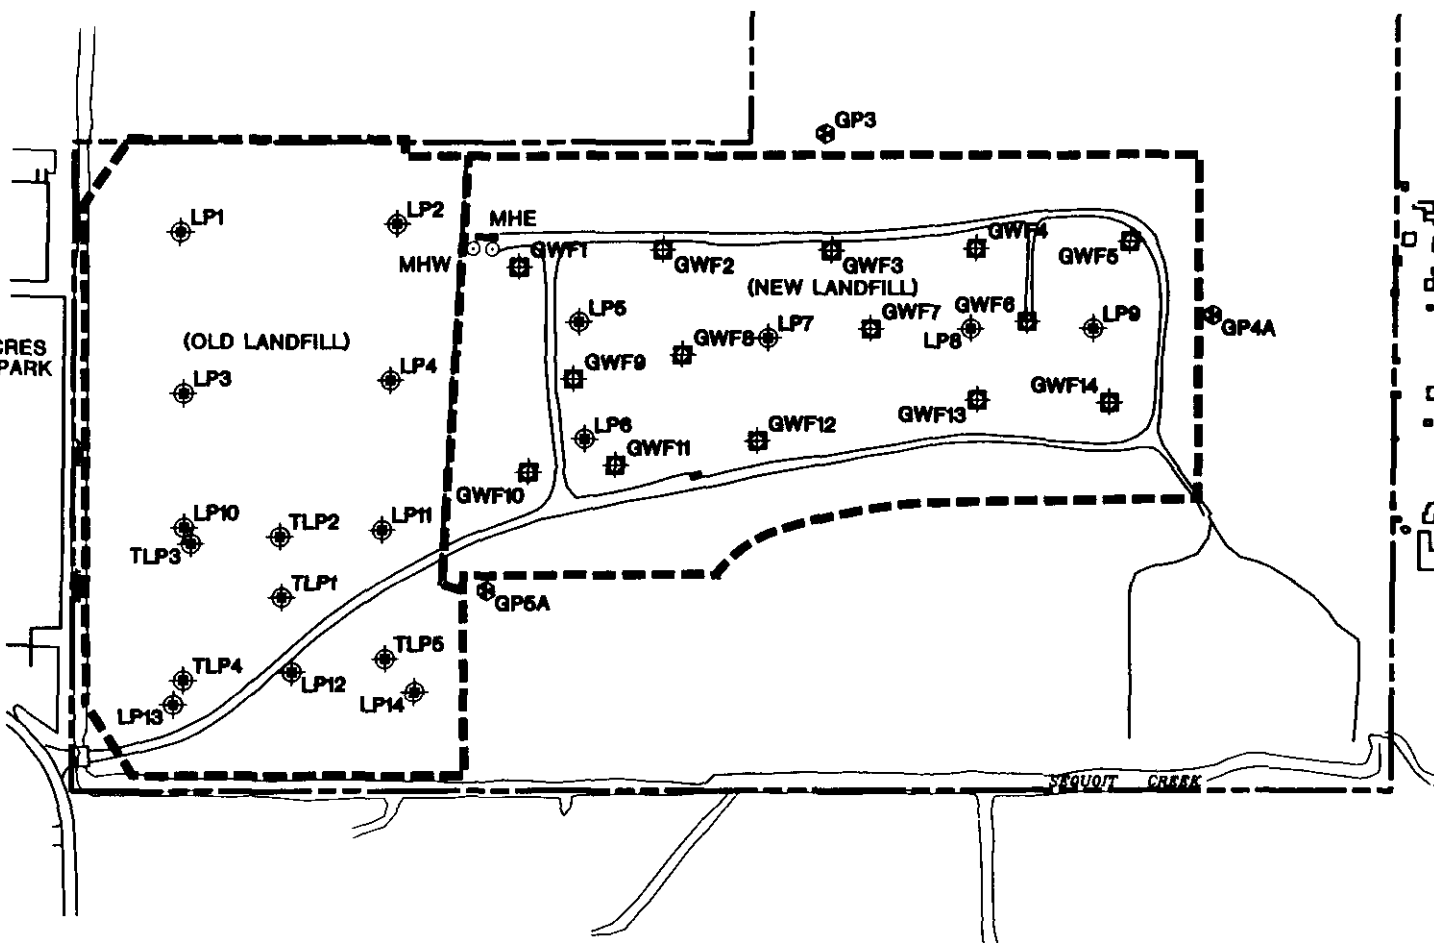 GP3
LP1
LP2
MHE
MHW
GWF1
GWF2
GWF3
GWF4
GWF5
(NEW LANDFILL)
LP5
GWF8
LP7
GWF7
GWF6
LP8
LP9
GP4A
(OLD LANDFILL)
CRES
PARK
LP3
LP4
GWF9
GWF13
GWF14
LP6
GWF11
GWF12
GWF10
LP10
TLP3
TLP2
LP11
TLP1
GP5A
TLP4
LP13
LP12
TLP5
LP14
SEQUOIT CREEK